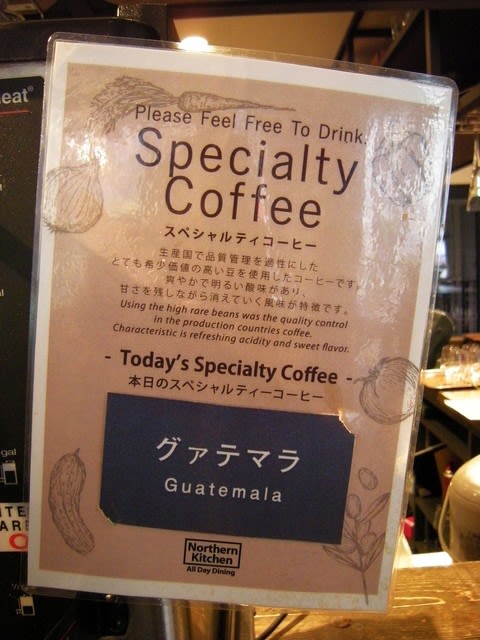 eat®
Please Feel Free To Drink.
Specialty
Coffee
スペシャルティコーヒー
生産国で品質管理を適性にした
とても希少価値の高い豆を使用したコーヒーです。
爽やかで明るい酸味があり、
甘さを残しながら消えていく風味が特徴です。
Using the high rare beans was the quality control
in the production countries coffee.
Characteristic is refreshing acidity and sweet flavor.
- Today's Specialty Coffee -
本日のスペシャルティーコーヒー
グァテマラ
Guatemala
Northern
Kitchen
All Day Dining